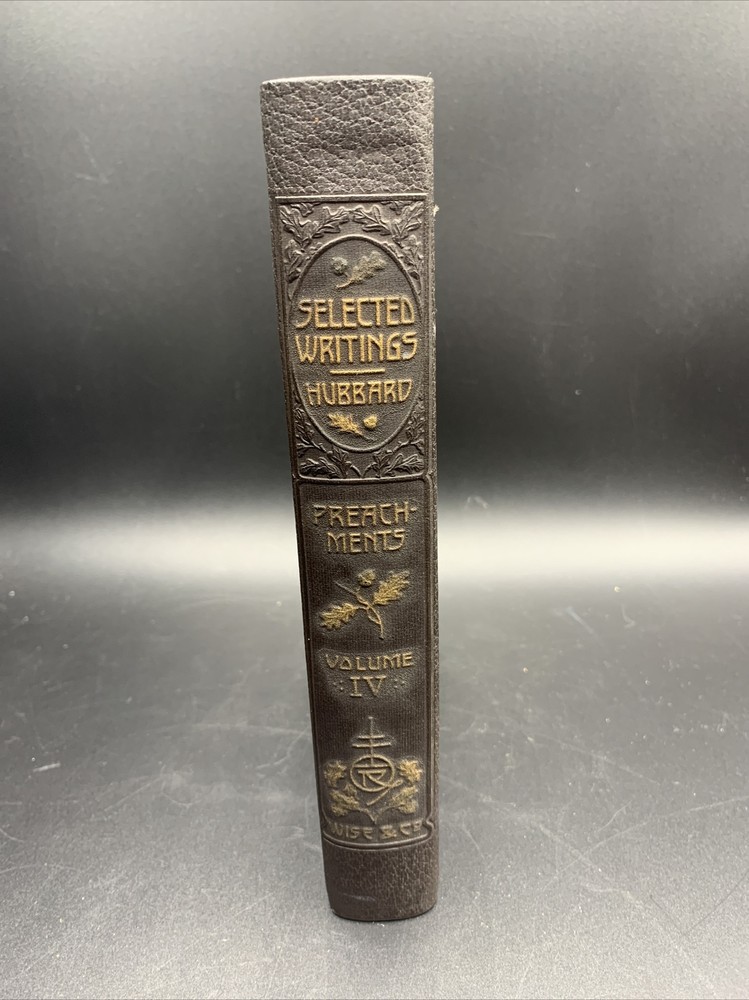 SELECTED
WRITINGS
HUBBARD
PREACH-
MENTS
VOLUME
IV
R
WISE & CO